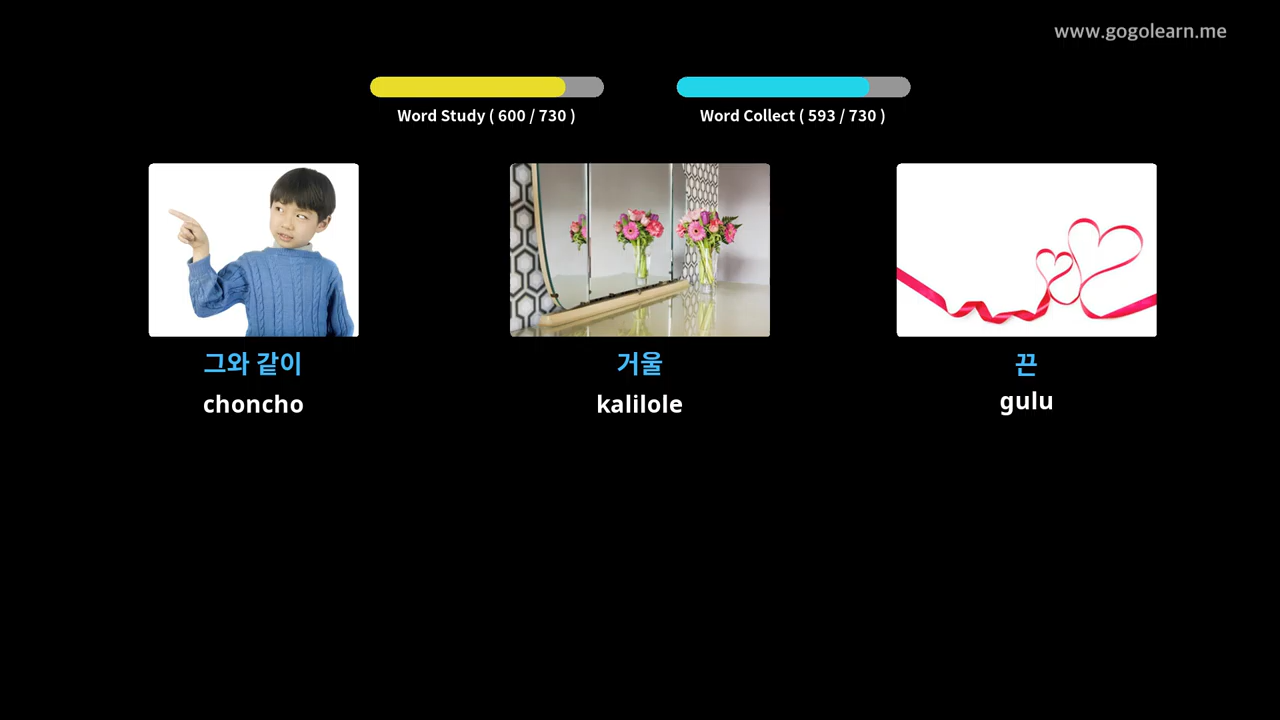 www.gogolearn.me
Word Study ( 600 / 730 )
Word Collect ( 593 / 730 )
그와 같이
거울
끈
choncho
kalilole
gulu